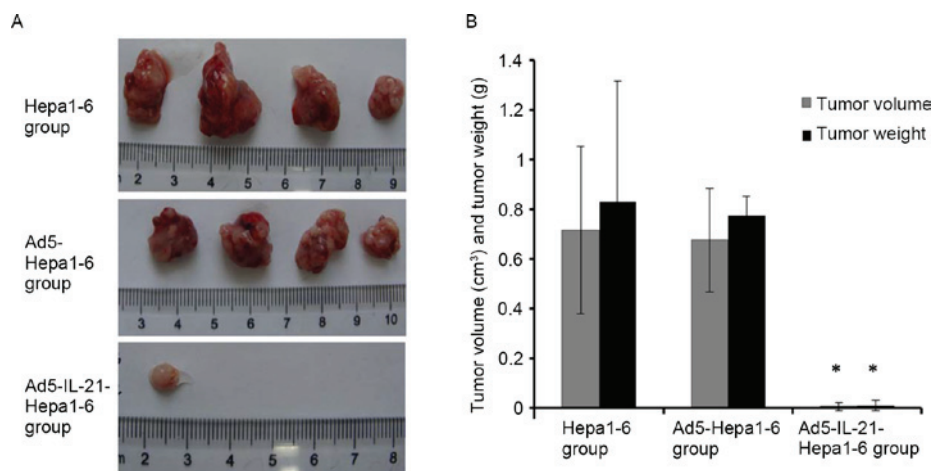 A
Hepa1-6
group
2 3 4 5 6 7 8 9
Ad5-
Hepa1-6
group
3 4 5 6 7 8 9 10
Ad5-IL-21-
Hepa1-6
group
2 3 4 5 6 7 8
B
Tumor volume (cm³) and tumor weight (g)
1.4
1.2
1
0.8
0.6
0.4
0.2
0
Tumor volume
Tumor weight
* *
Hepa1-6
group
Ad5-Hepa1-6
group
Ad5-IL-21-
Hepa1-6 group